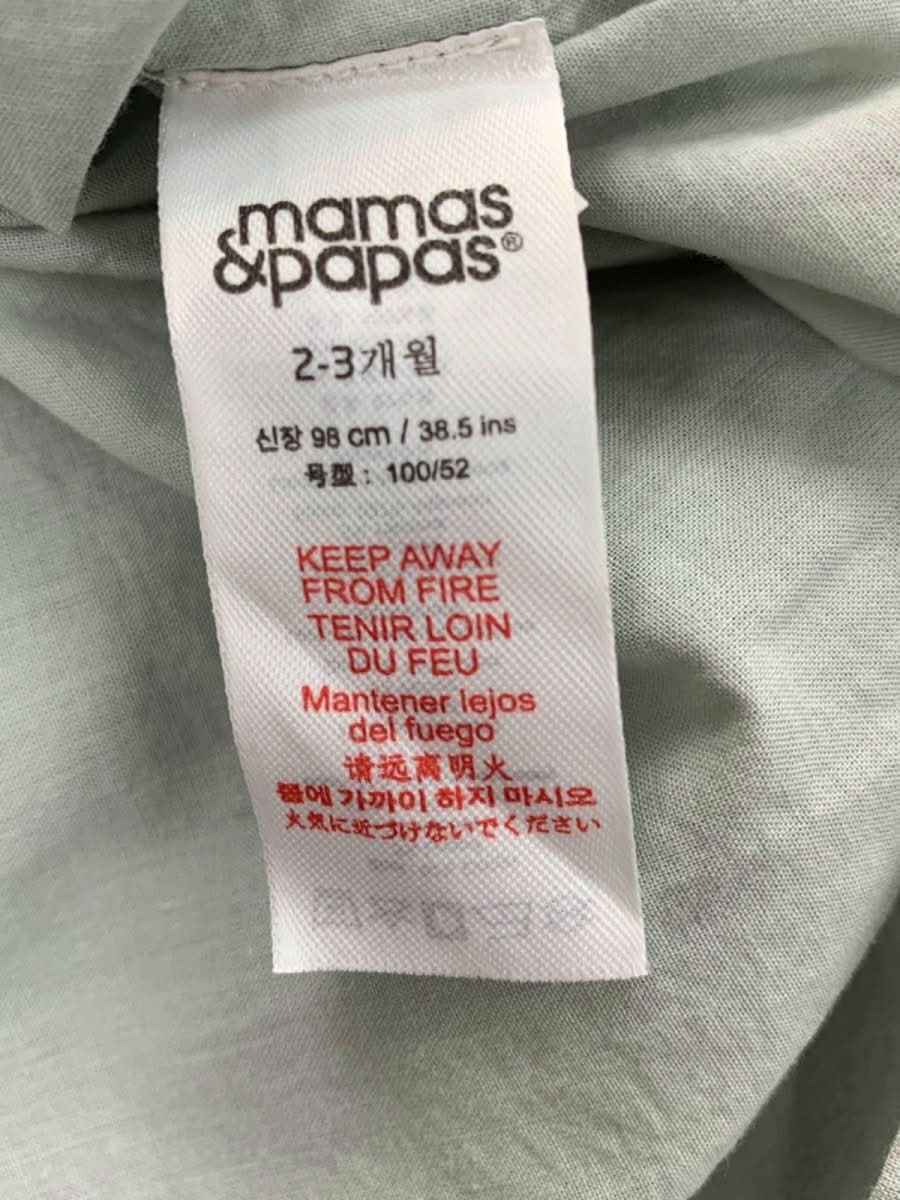 mamas
&papas®
2-3개월
신장 98 cm / 38.5 ins
号型: 100/52
KEEP AWAY
FROM FIRE
TENIR LOIN
DU FEU
Mantener lejos
del fuego
请远离明火
불에 가까이 하지 마시오
火気に近づけないでください